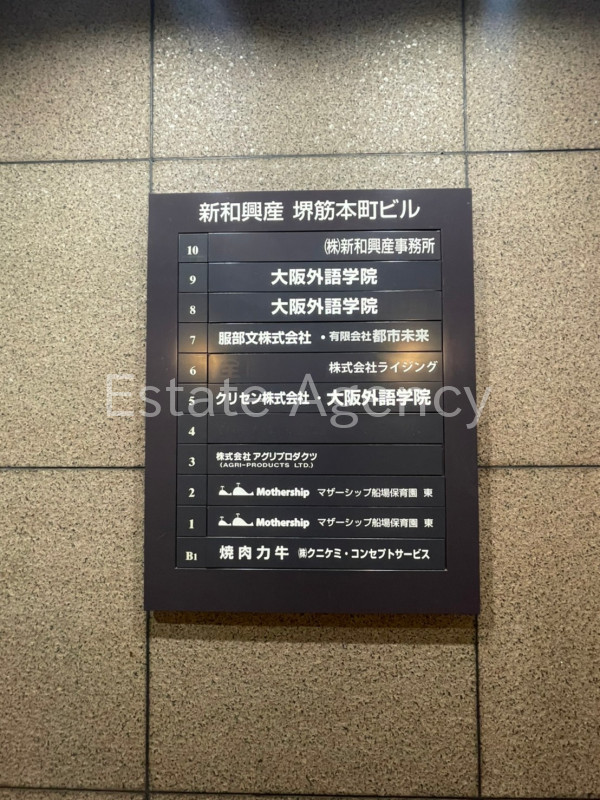 新和興産 堺筋本町ビル
10 ㈱新和興産事務所
9 大阪外語学院
8 大阪外語学院
7 服部文株式会社 ・有限会社都市未来
6 株式会社ライジング
5 クリセン株式会社・大阪外語学院
4
3 株式会社 アグリプロダクツ
(AGRI-PRODUCTS LTD.)
2 Mothership マザーシップ船場保育園 東
1 Mothership マザーシップ船場保育園 東
B1 焼肉力牛 ㈱クニケミ・コンセプトサービス
Estate Agency